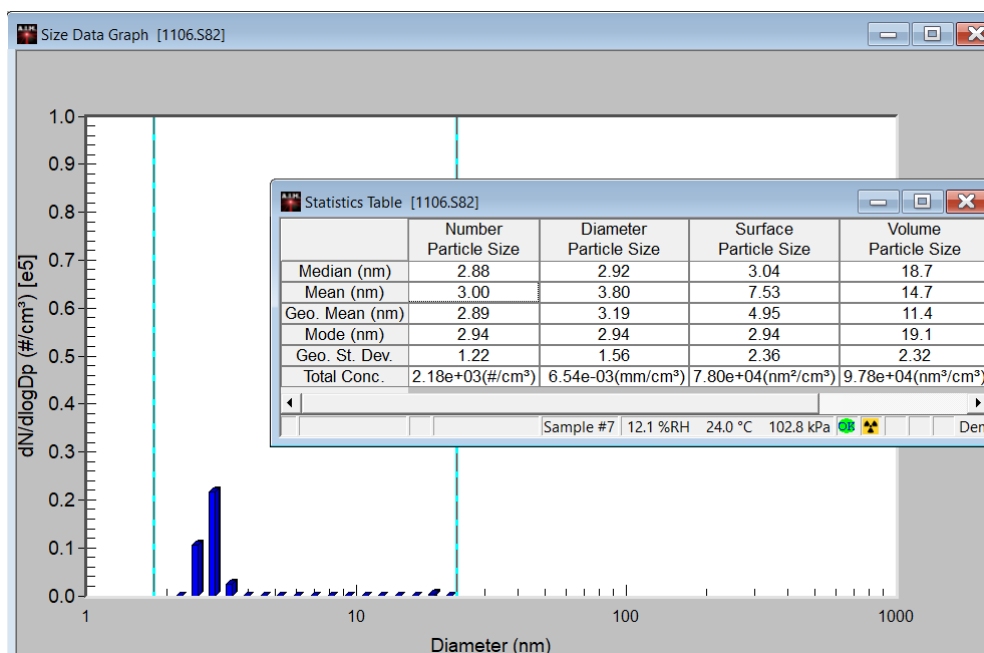 Size Data Graph [1106.S82]
1.0
0.9
0.8
0.7
0.6
0.5
0.4
0.3
0.2
0.1
0.0
dN/dlogDp (#/cm³) [e5]
1 10 100 1000
Diameter (nm)
Statistics Table [1106.S82]
Number Particle Size Diameter Particle Size Surface Particle Size Volume Particle Size
Median (nm) 2.88 2.92 3.04 18.7
Mean (nm) 3.00 3.80 7.53 14.7
Geo. Mean (nm) 2.89 3.19 4.95 11.4
Mode (nm) 2.94 2.94 2.94 19.1
Geo. St. Dev. 1.22 1.56 2.36 2.32
Total Conc. 2.18e+03(#/cm³) 6.54e-03(mm/cm³) 7.80e+04(nm²/cm³) 9.78e+04(nm³/cm³)
Sample #7 12.1 %RH 24.0 °C 102.8 kPa OK Den